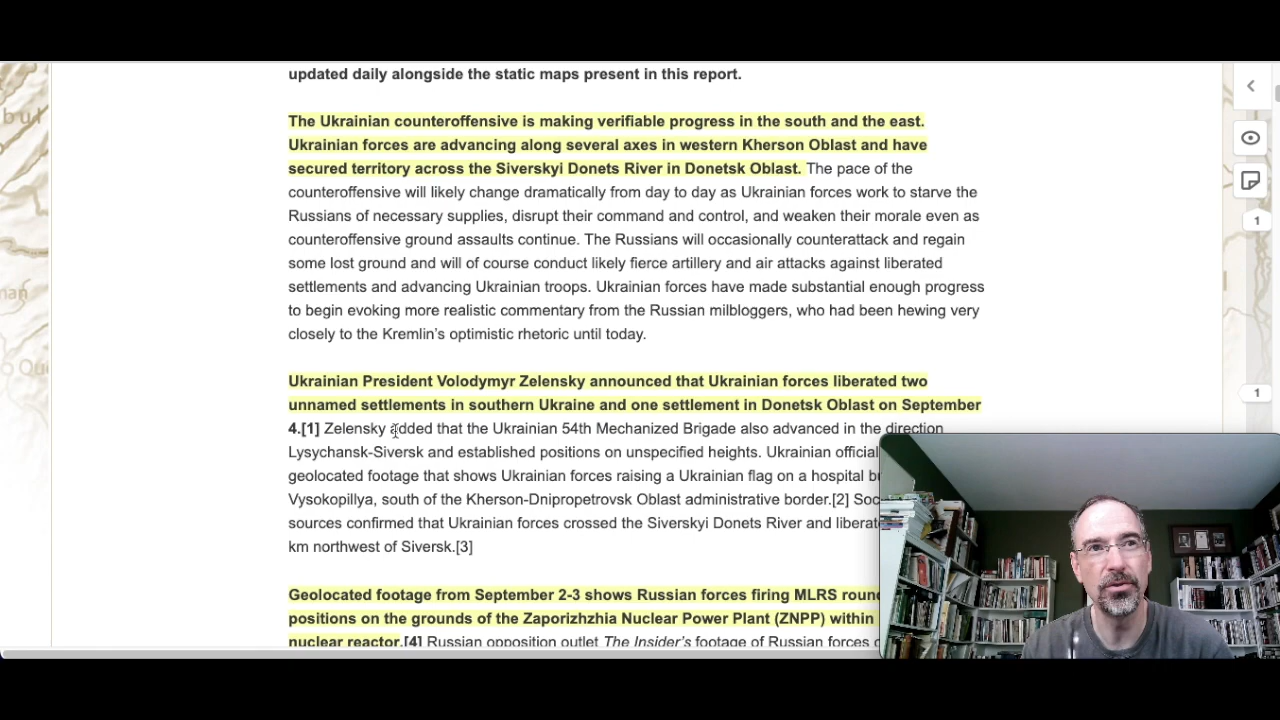 updated daily alongside the static maps present in this report.
The Ukrainian counteroffensive is making verifiable progress in the south and the east.
Ukrainian forces are advancing along several axes in western Kherson Oblast and have
secured territory across the Siverskyi Donets River in Donetsk Oblast. The pace of the
counteroffensive will likely change dramatically from day to day as Ukrainian forces work to starve the
Russians of necessary supplies, disrupt their command and control, and weaken their morale even as
counteroffensive ground assaults continue. The Russians will occasionally counterattack and regain
some lost ground and will of course conduct likely fierce artillery and air attacks against liberated
settlements and advancing Ukrainian troops. Ukrainian forces have made substantial enough progress
to begin evoking more realistic commentary from the Russian milbloggers, who had been hewing very
closely to the Kremlin's optimistic rhetoric until today.
Ukrainian President Volodymyr Zelensky announced that Ukrainian forces liberated two
unnamed settlements in southern Ukraine and one settlement in Donetsk Oblast on September
4.[1] Zelensky added that the Ukrainian 54th Mechanized Brigade also advanced in the direction
Lysychansk-Siversk and established positions on unspecified heights. Ukrainian official
geolocated footage that shows Ukrainian forces raising a Ukrainian flag on a hospital bu
Vysokopillya, south of the Kherson-Dnipropetrovsk Oblast administrative border.[2] Soc
sources confirmed that Ukrainian forces crossed the Siverskyi Donets River and liberate
km northwest of Siversk.[3]
Geolocated footage from September 2-3 shows Russian forces firing MLRS roun
positions on the grounds of the Zaporizhzhia Nuclear Power Plant (ZNPP) within
nuclear reactor.[4] Russian opposition outlet The Insider's footage of Russian forces
1
1